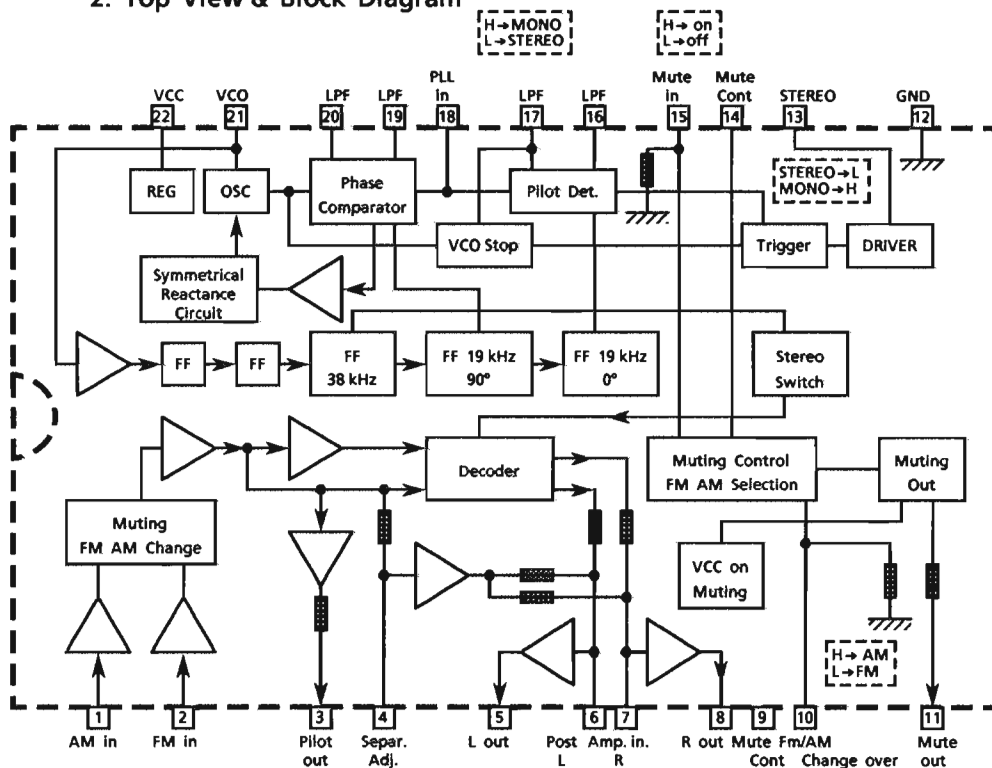 2. Top View & Block Diagram
H→MONO
L→STEREO
H→on
L→off
VCC
VCO
LPF
LPF
PLL
in
LPF
LPF
Mute
in
Mute
Cont
STEREO
GND
22
21
20
19
18
17
16
15
14
13
12
REG
OSC
Phase
Comparator
Pilot Det.
STEREO→L
MONO→H
VCO Stop
Trigger
DRIVER
Symmetrical
Reactance
Circuit
FF
FF
FF
38 kHz
FF 19 kHz
90°
FF 19 kHz
0°
Stereo
Switch
Decoder
Muting Control
FM AM Selection
Muting
Out
Muting
FM AM Change
VCC on
Muting
H→AM
L→FM
1
2
3
4
5
6
7
8
9
10
11
AM in
FM in
Pilot
out
Separ.
Adj.
L out
Post Amp. in.
L R
R out
Mute
Cont
Fm/AM
Change over
Mute
out